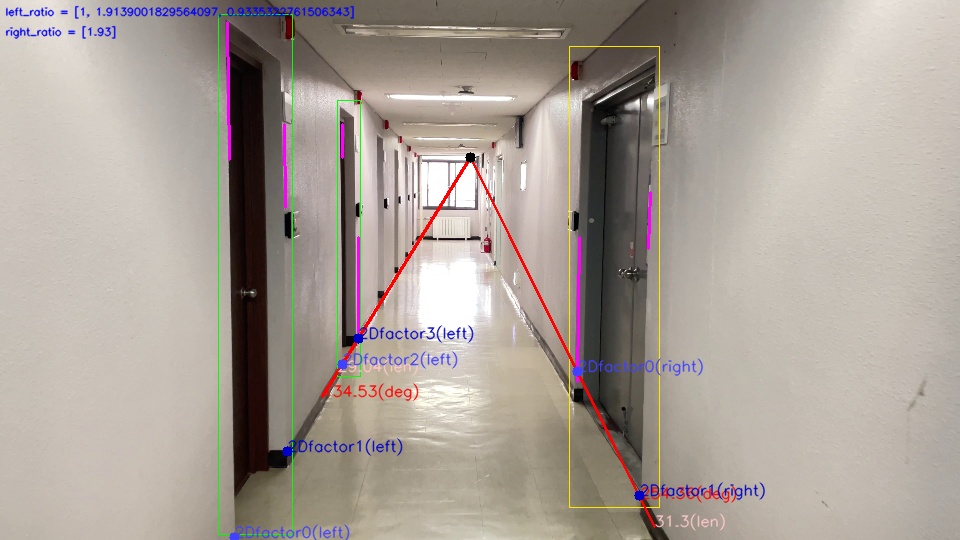 left_ratio = [1, 1.9139001829564097, 0.9335322761506343]
right_ratio = [1.93]
2Dfactor3(left)
2Dfactor2(left)
34.53(deg)
2Dfactor0(right)
2Dfactor1(left)
2Dfactor1(right)
31.3(len)
2Dfactor0(left)